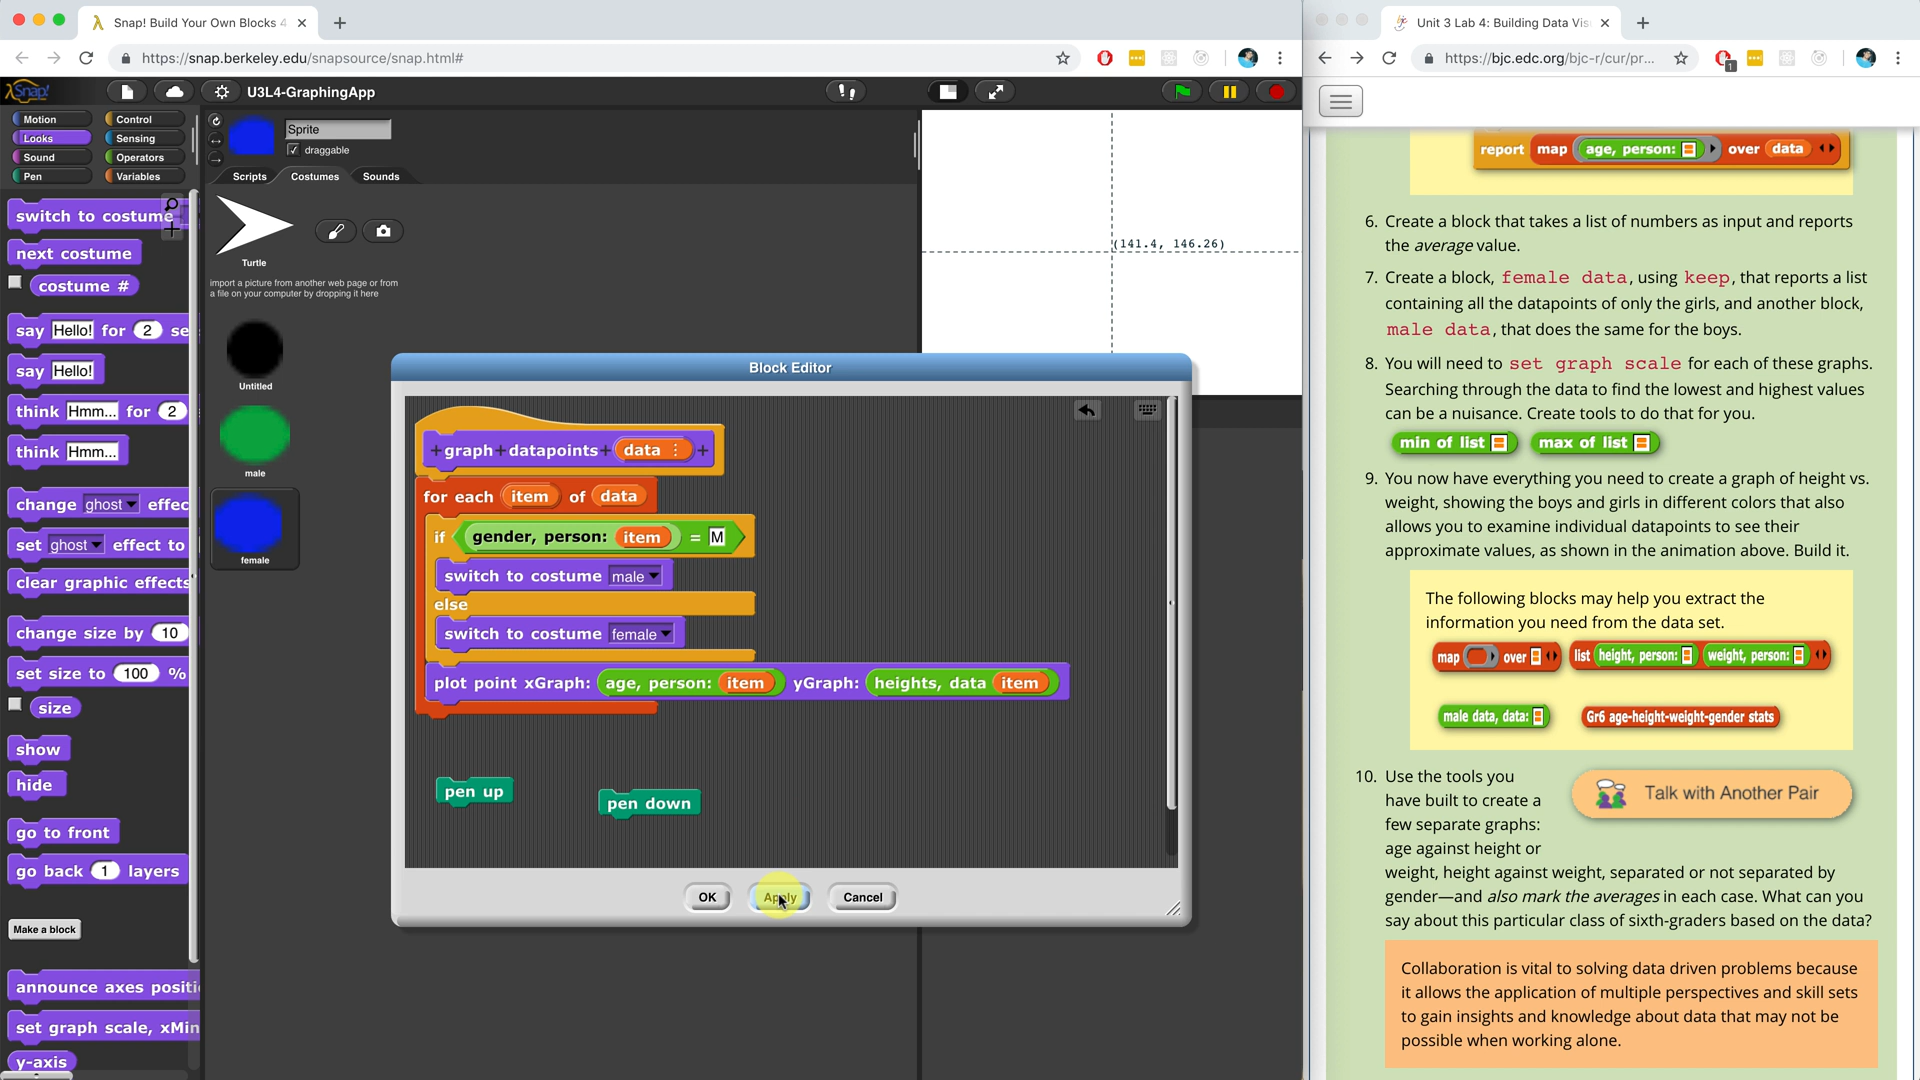 Snap! Build Your Own Blocks 4
https://snap.berkeley.edu/snapsource/snap.html#
Snap!
U3L4-GraphingApp
Motion
Control
Looks
Sensing
Sound
Operators
Pen
Variables
switch to costume
next costume
costume #
say Hello! for 2 se
say Hello!
think Hmm... for 2
think Hmm...
change ghost effec
set ghost effect to
clear graphic effects
change size by 10
set size to 100 %
size
show
hide
go to front
go back 1 layers
Make a block
announce axes positi
set graph scale, xMin
y-axis
Sprite
draggable
Scripts
Costumes
Sounds
Turtle
import a picture from another web page or from
a file on your computer by dropping it here
Untitled
male
female
(141.4, 146.26)
Block Editor
+graph+datapoints+ data ⋮ +
for each item of data
if gender, person: item = M
switch to costume male
else
switch to costume female
plot point xGraph: age, person: item yGraph: heights, data item
pen up
pen down
OK
Apply
Cancel
Unit 3 Lab 4: Building Data Vis
https://bjc.edc.org/bjc-r/cur/pr...
1
report map age, person: over data
6. Create a block that takes a list of numbers as input and reports
the average value.
7. Create a block, female data, using keep, that reports a list
containing all the datapoints of only the girls, and another block,
male data, that does the same for the boys.
8. You will need to set graph scale for each of these graphs.
Searching through the data to find the lowest and highest values
can be a nuisance. Create tools to do that for you.
min of list
max of list
9. You now have everything you need to create a graph of height vs.
weight, showing the boys and girls in different colors that also
allows you to examine individual datapoints to see their
approximate values, as shown in the animation above. Build it.
The following blocks may help you extract the
information you need from the data set.
map over
list height, person: weight, person:
male data, data:
Gr6 age-height-weight-gender stats
10. Use the tools you
have built to create a
few separate graphs:
age against height or
weight, height against weight, separated or not separated by
gender—and also mark the averages in each case. What can you
say about this particular class of sixth-graders based on the data?
Talk with Another Pair
Collaboration is vital to solving data driven problems because
it allows the application of multiple perspectives and skill sets
to gain insights and knowledge about data that may not be
possible when working alone.